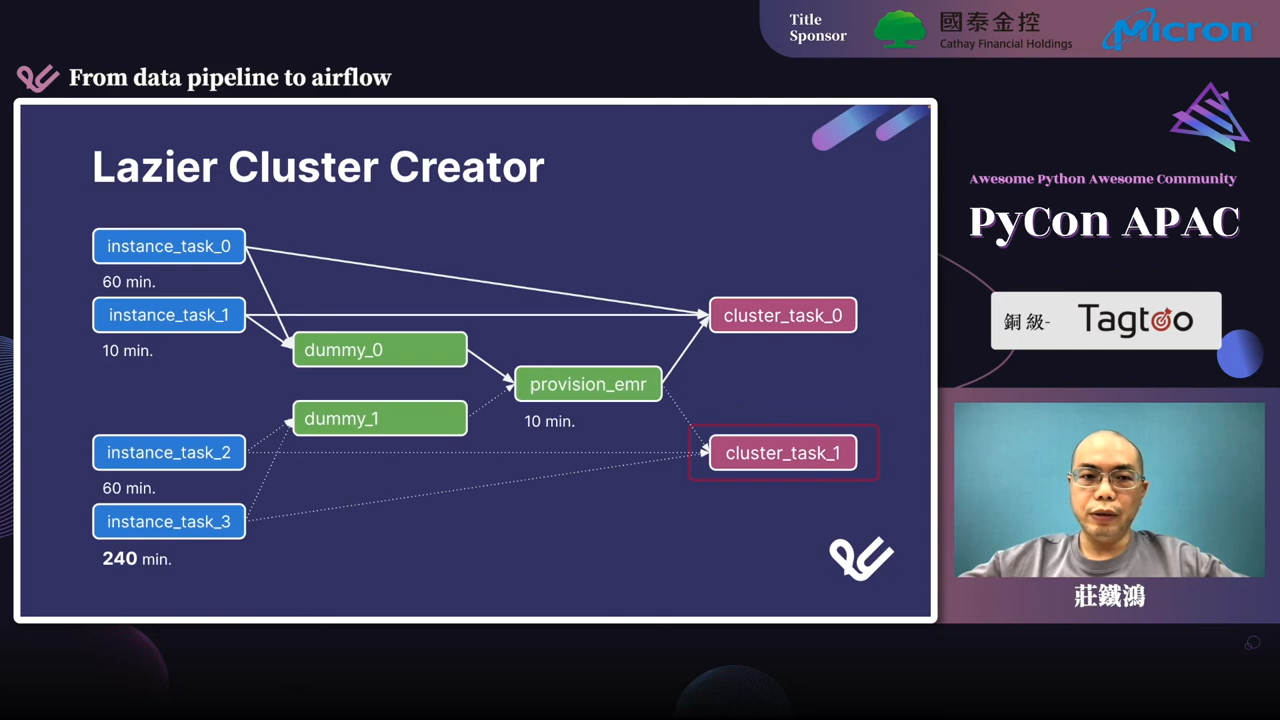 Title
Sponsor
國泰金控
Cathay Financial Holdings
Micron
From data pipeline to airflow
Lazier Cluster Creator
instance_task_0
60 min.
instance_task_1
10 min.
dummy_0
cluster_task_0
provision_emr
10 min.
dummy_1
instance_task_2
60 min.
cluster_task_1
instance_task_3
240 min.
Awesome Python Awesome Community
PyCon APAC
銅級-
Tagtoo
莊鐵鴻